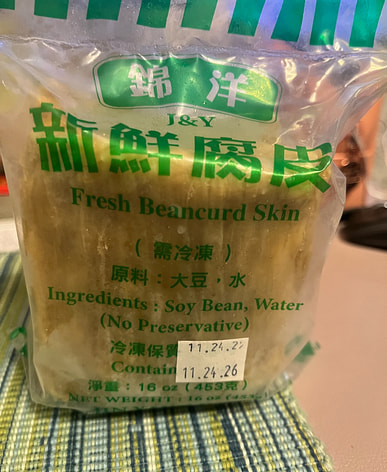 錦洋
J&Y
新鮮腐皮
Fresh Beancurd Skin
(需冷凍)
原料：大豆，水
Ingredients : Soy Bean, Water
(No Preservative)
冷凍保質
11.24.26
淨重：16 oz (453克)
NET WEIGHT: 16 oz (453